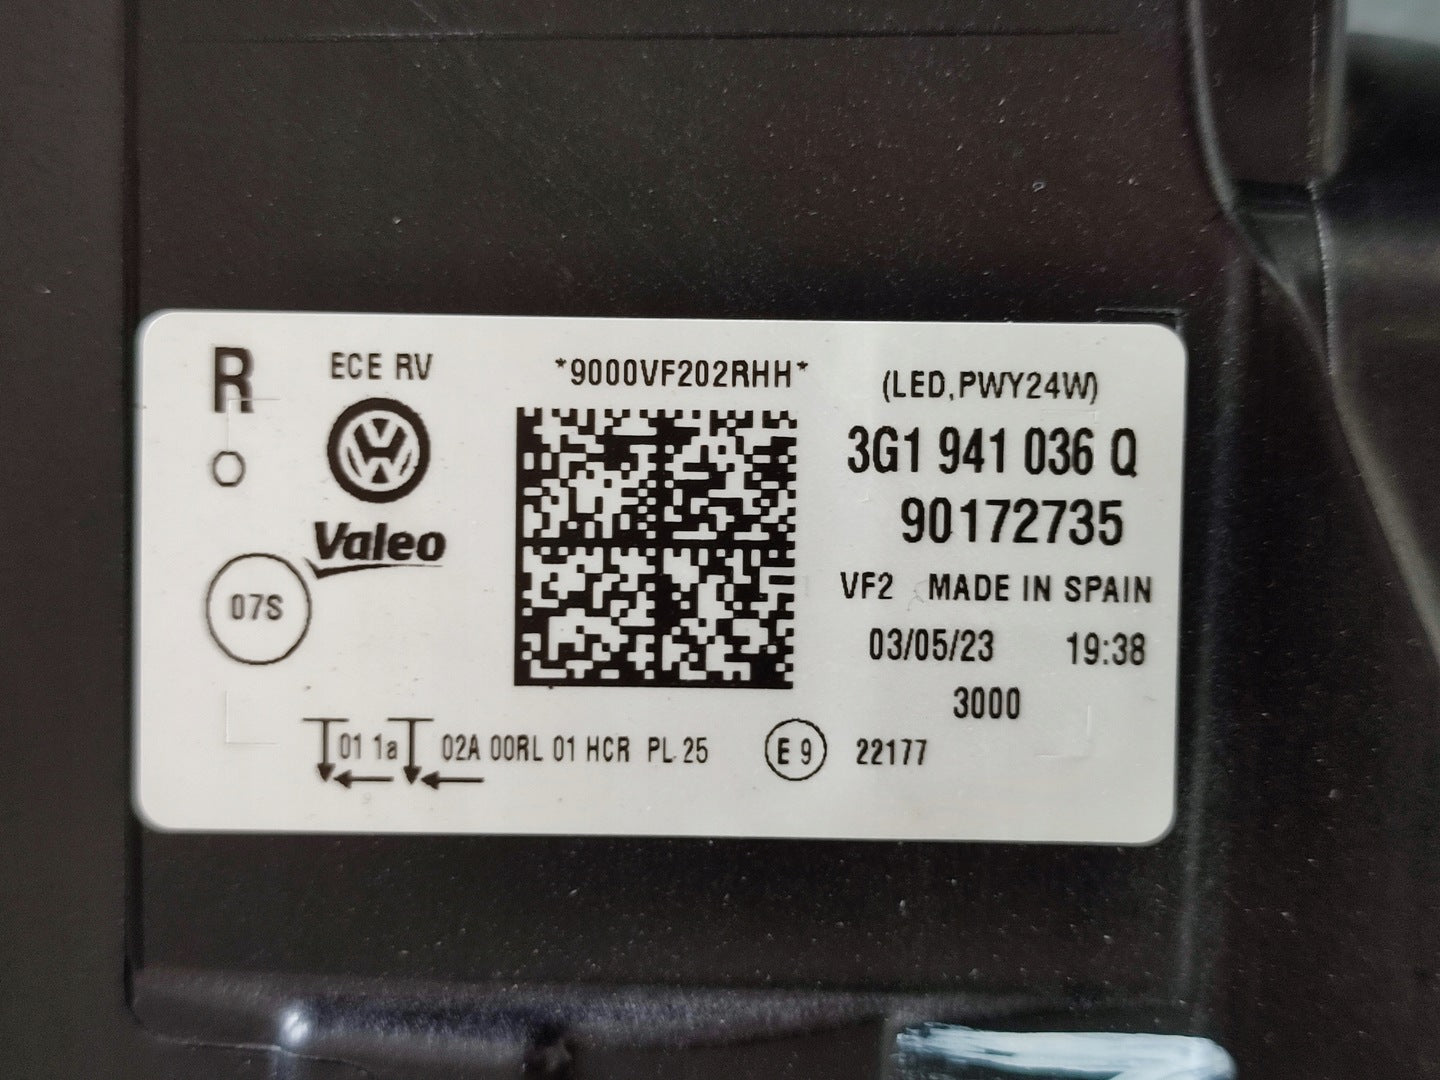 R
ECE RV
*9000VF202RHH*
(LED,PWY24W)
3G1 941 036 Q
90172735
Valeo
07S
VF2 MADE IN SPAIN
03/05/23 19:38
3000
01 1a 02A 00RL 01 HCR PL 25 E 9 22177